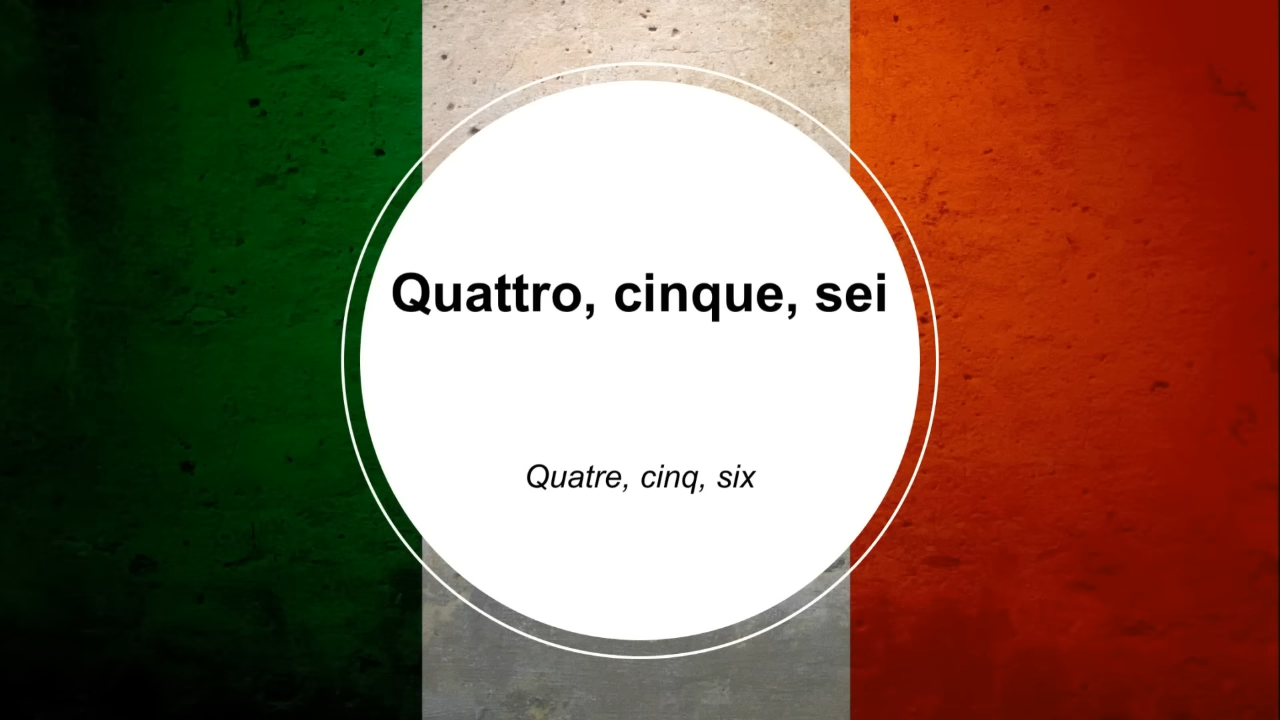 Quattro, cinque, sei
Quatre, cinq, six